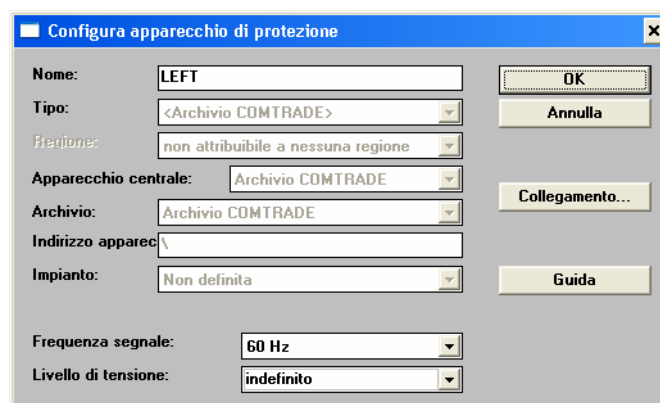 Configura apparecchio di protezione
Nome: LEFT OK
Tipo: <Archivio COMTRADE> Annulla
Regione: non attribuibile a nessuna regione
Apparecchio centrale: Archivio COMTRADE
Collegamento...
Archivio: Archivio COMTRADE
Indirizzo apparec \
Impianto: Non definita Guida
Frequenza segnale: 60 Hz
Livello di tensione: indefinito